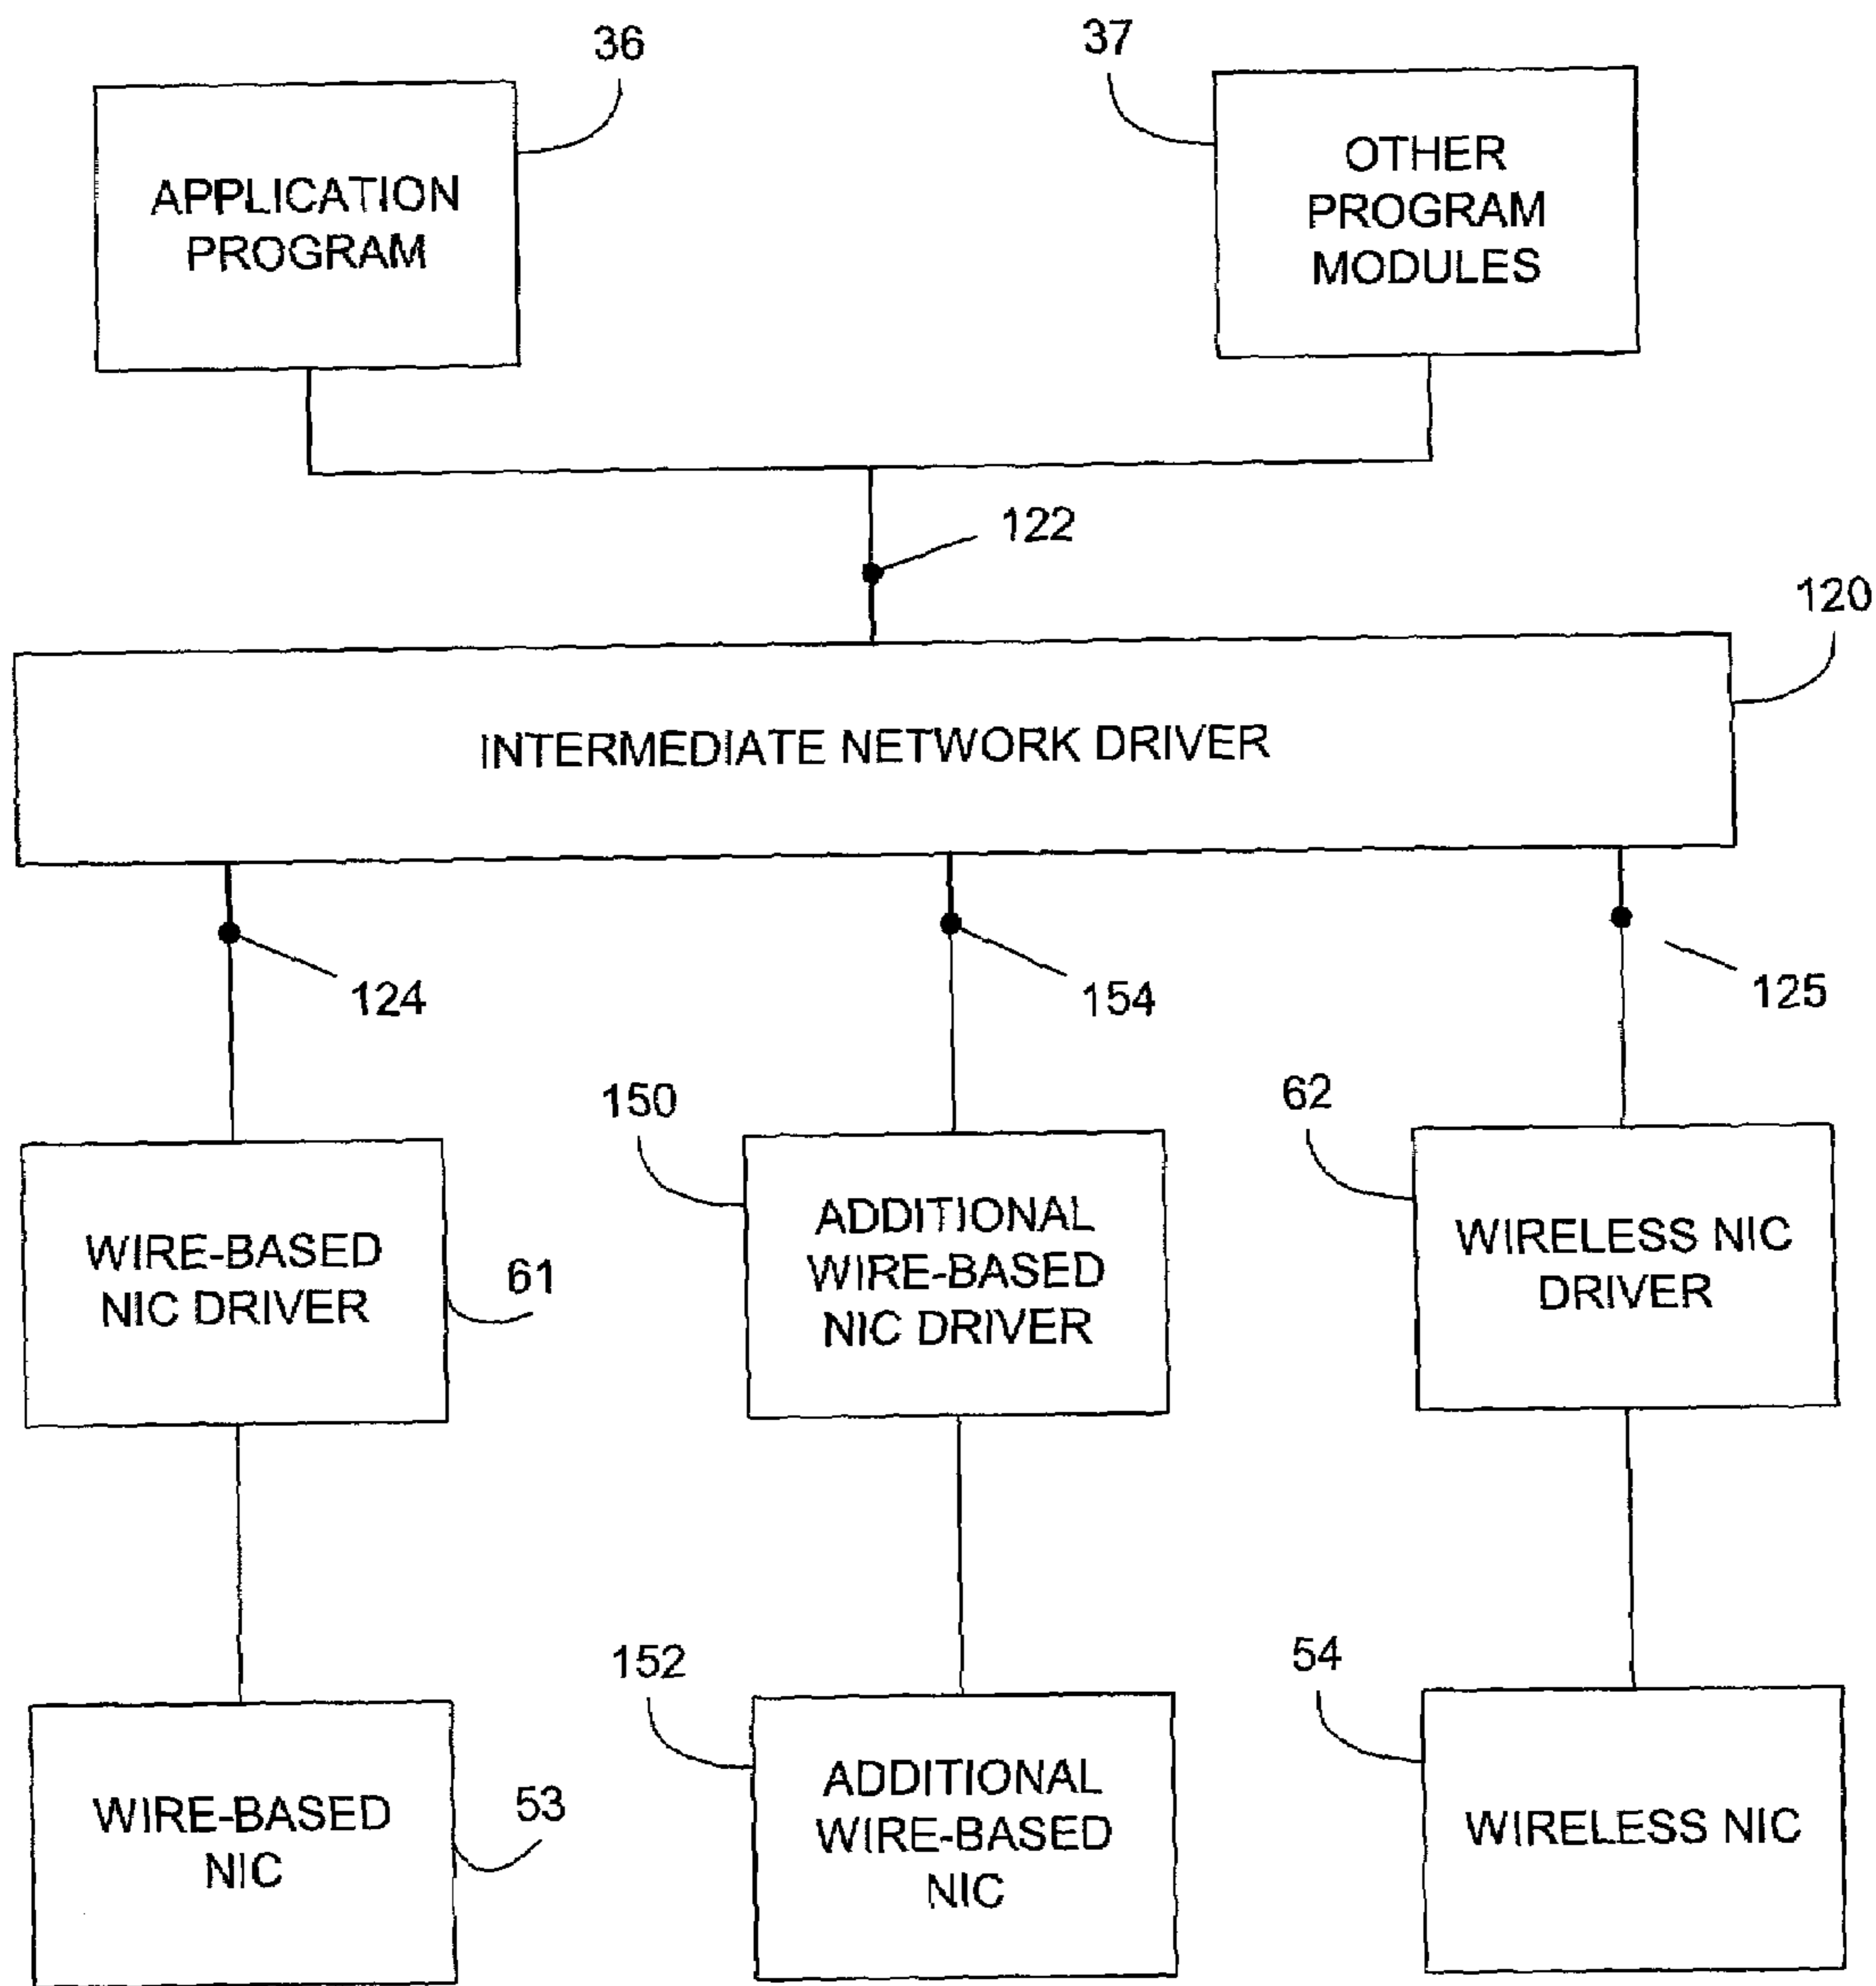 36
37
APPLICATION
PROGRAM
OTHER
PROGRAM
MODULES
122
120
INTERMEDIATE NETWORK DRIVER
124
154
125
150
62
WIRE-BASED
NIC DRIVER
61
ADDITIONAL
WIRE-BASED
NIC DRIVER
WIRELESS NIC
DRIVER
152
54
WIRE-BASED
NIC
53
ADDITIONAL
WIRE-BASED
NIC
WIRELESS NIC